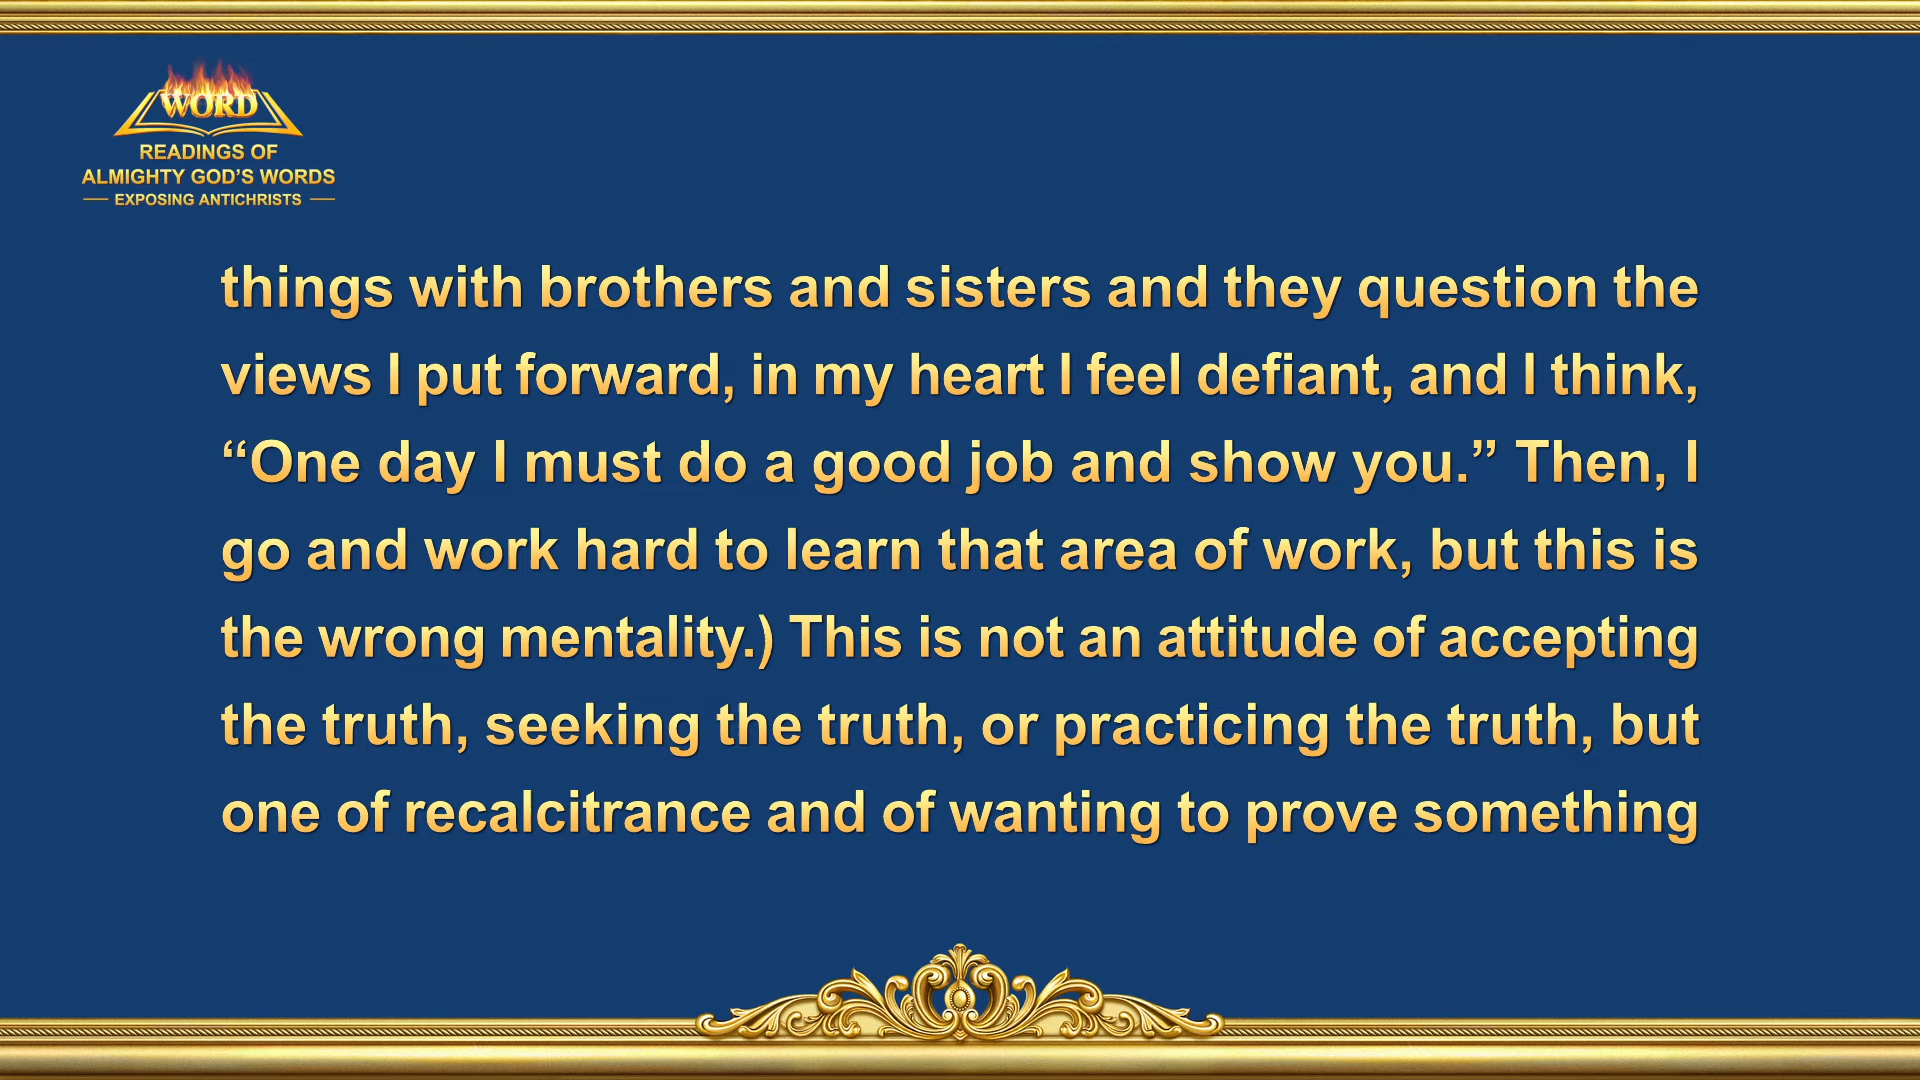 WORD
READINGS OF
ALMIGHTY GOD’S WORDS
EXPOSING ANTICHRISTS
things with brothers and sisters and they question the
views I put forward, in my heart I feel defiant, and I think,
“One day I must do a good job and show you.” Then, I
go and work hard to learn that area of work, but this is
the wrong mentality.) This is not an attitude of accepting
the truth, seeking the truth, or practicing the truth, but
one of recalcitrance and of wanting to prove something